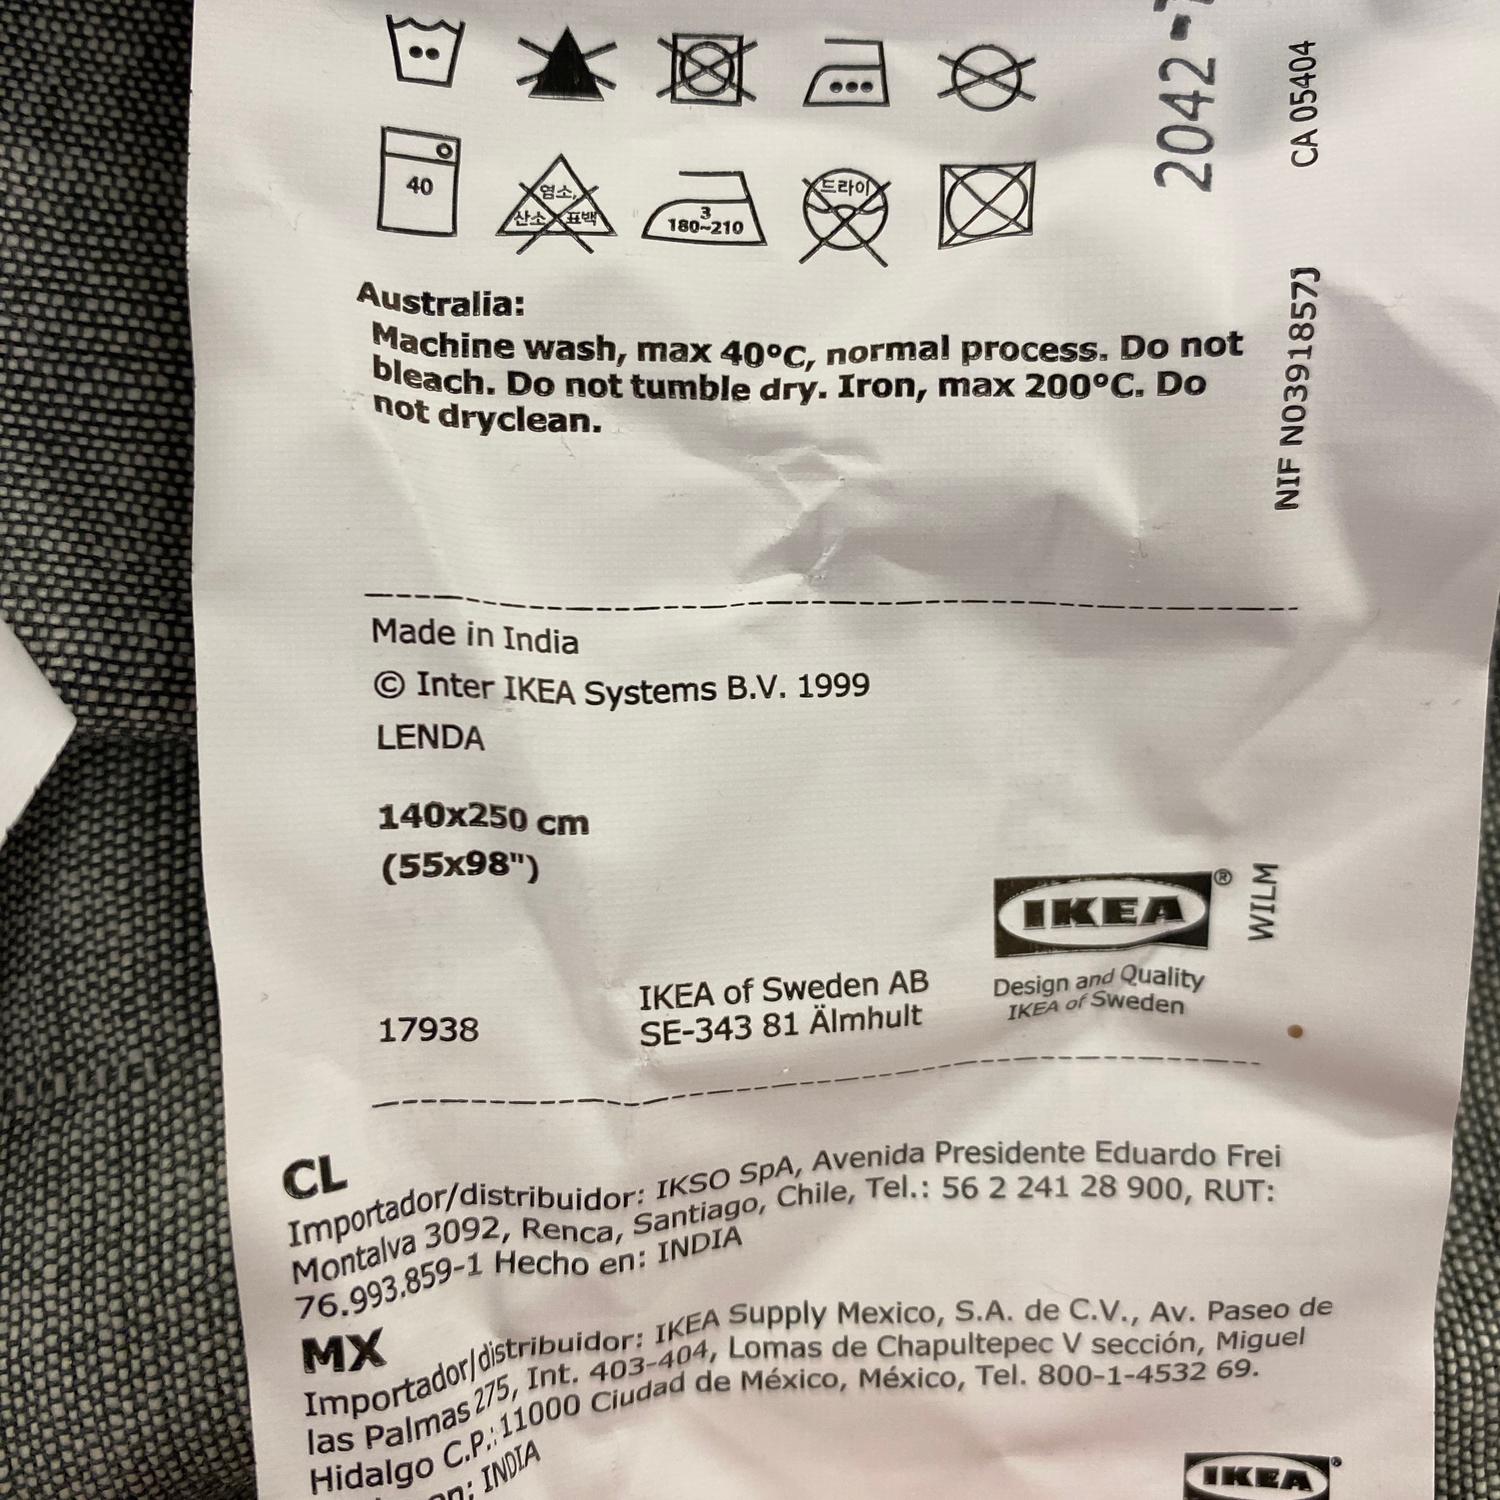 40
염소,
산소 표백
3
180~210
드라이
Australia:
Machine wash, max 40°C, normal process. Do not
bleach. Do not tumble dry. Iron, max 200°C. Do
not dryclean.
2042 -
CA 05404
NIF N0391857J
Made in India
© Inter IKEA Systems B.V. 1999
LENDA
140x250 cm
(55x98")
IKEA®
WILM
Design and Quality
IKEA of Sweden
17938
IKEA of Sweden AB
SE-343 81 Älmhult
CL
Importador/distribuidor: IKSO SpA, Avenida Presidente Eduardo Frei
Montalva 3092, Renca, Santiago, Chile, Tel.: 56 2 241 28 900, RUT:
76.993.859-1 Hecho en: INDIA
MX
Importador/distribuidor: IKEA Supply Mexico, S.A. de C.V., Av. Paseo de
las Palmas 275, Int. 403-404, Lomas de Chapultepec V sección, Miguel
Hidalgo C.P.: 11000 Ciudad de México, México, Tel. 800-1-4532 69.
en: INDIA
IKEA